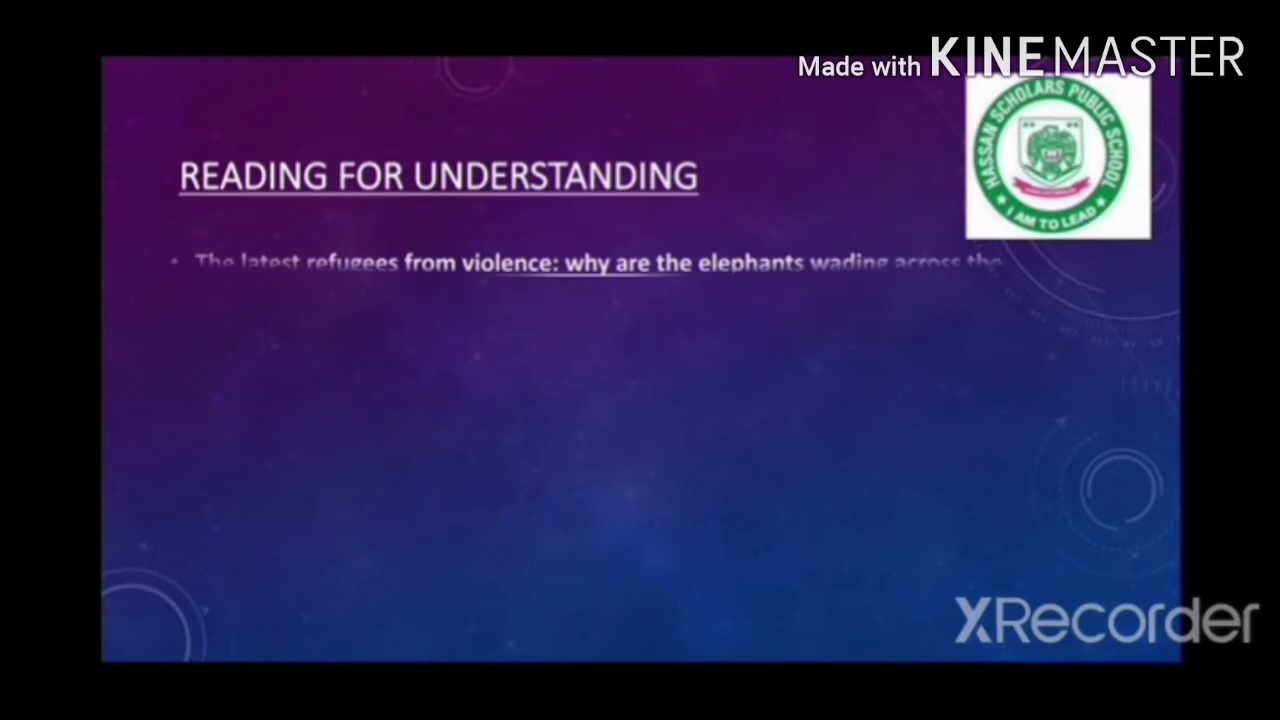 Made with KINEMASTER
HASSAN SCHOLARS PUBLIC SCHOOL
I AM TO LEAD
READING FOR UNDERSTANDING
• The latest refugees from violence: why are the elephants wading across the
XRecorder